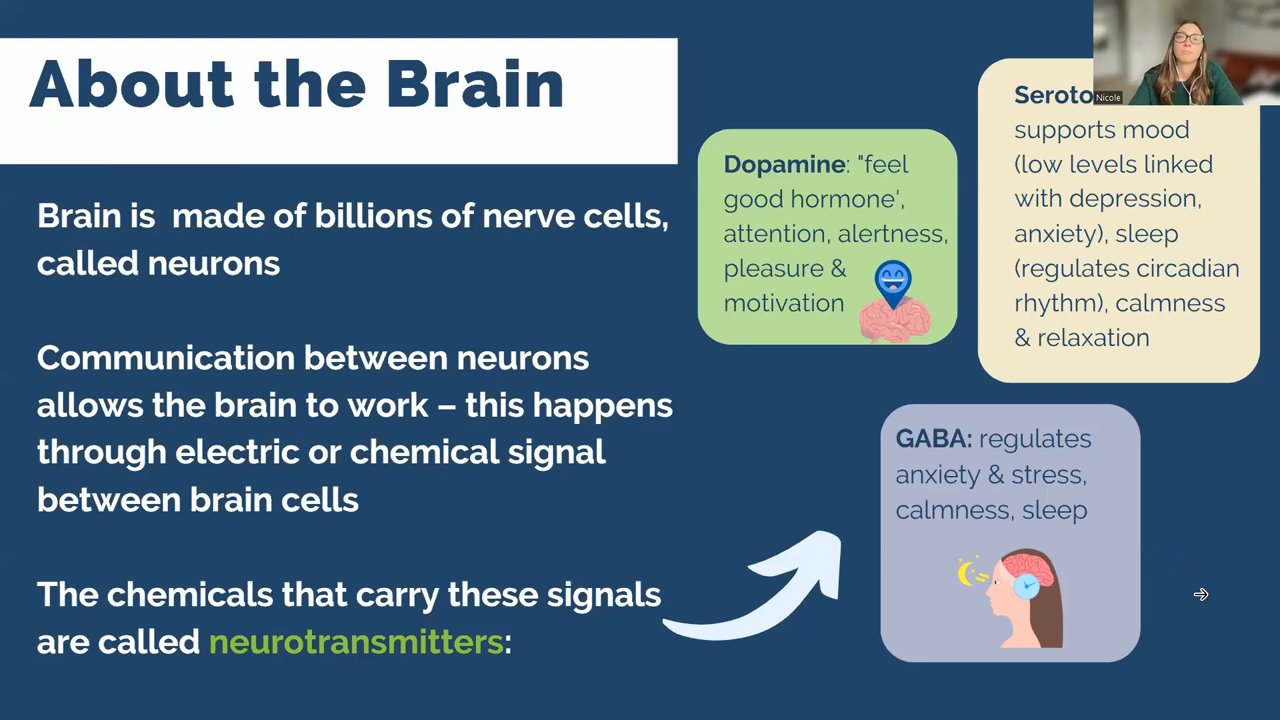 About the Brain
Brain is made of billions of nerve cells,
called neurons
Communication between neurons
allows the brain to work – this happens
through electric or chemical signal
between brain cells
The chemicals that carry these signals
are called neurotransmitters:
Dopamine: "feel
good hormone',
attention, alertness,
pleasure &
motivation
Seroto
supports mood
(low levels linked
with depression,
anxiety), sleep
(regulates circadian
rhythm), calmness
& relaxation
GABA: regulates
anxiety & stress,
calmness, sleep
Nicole